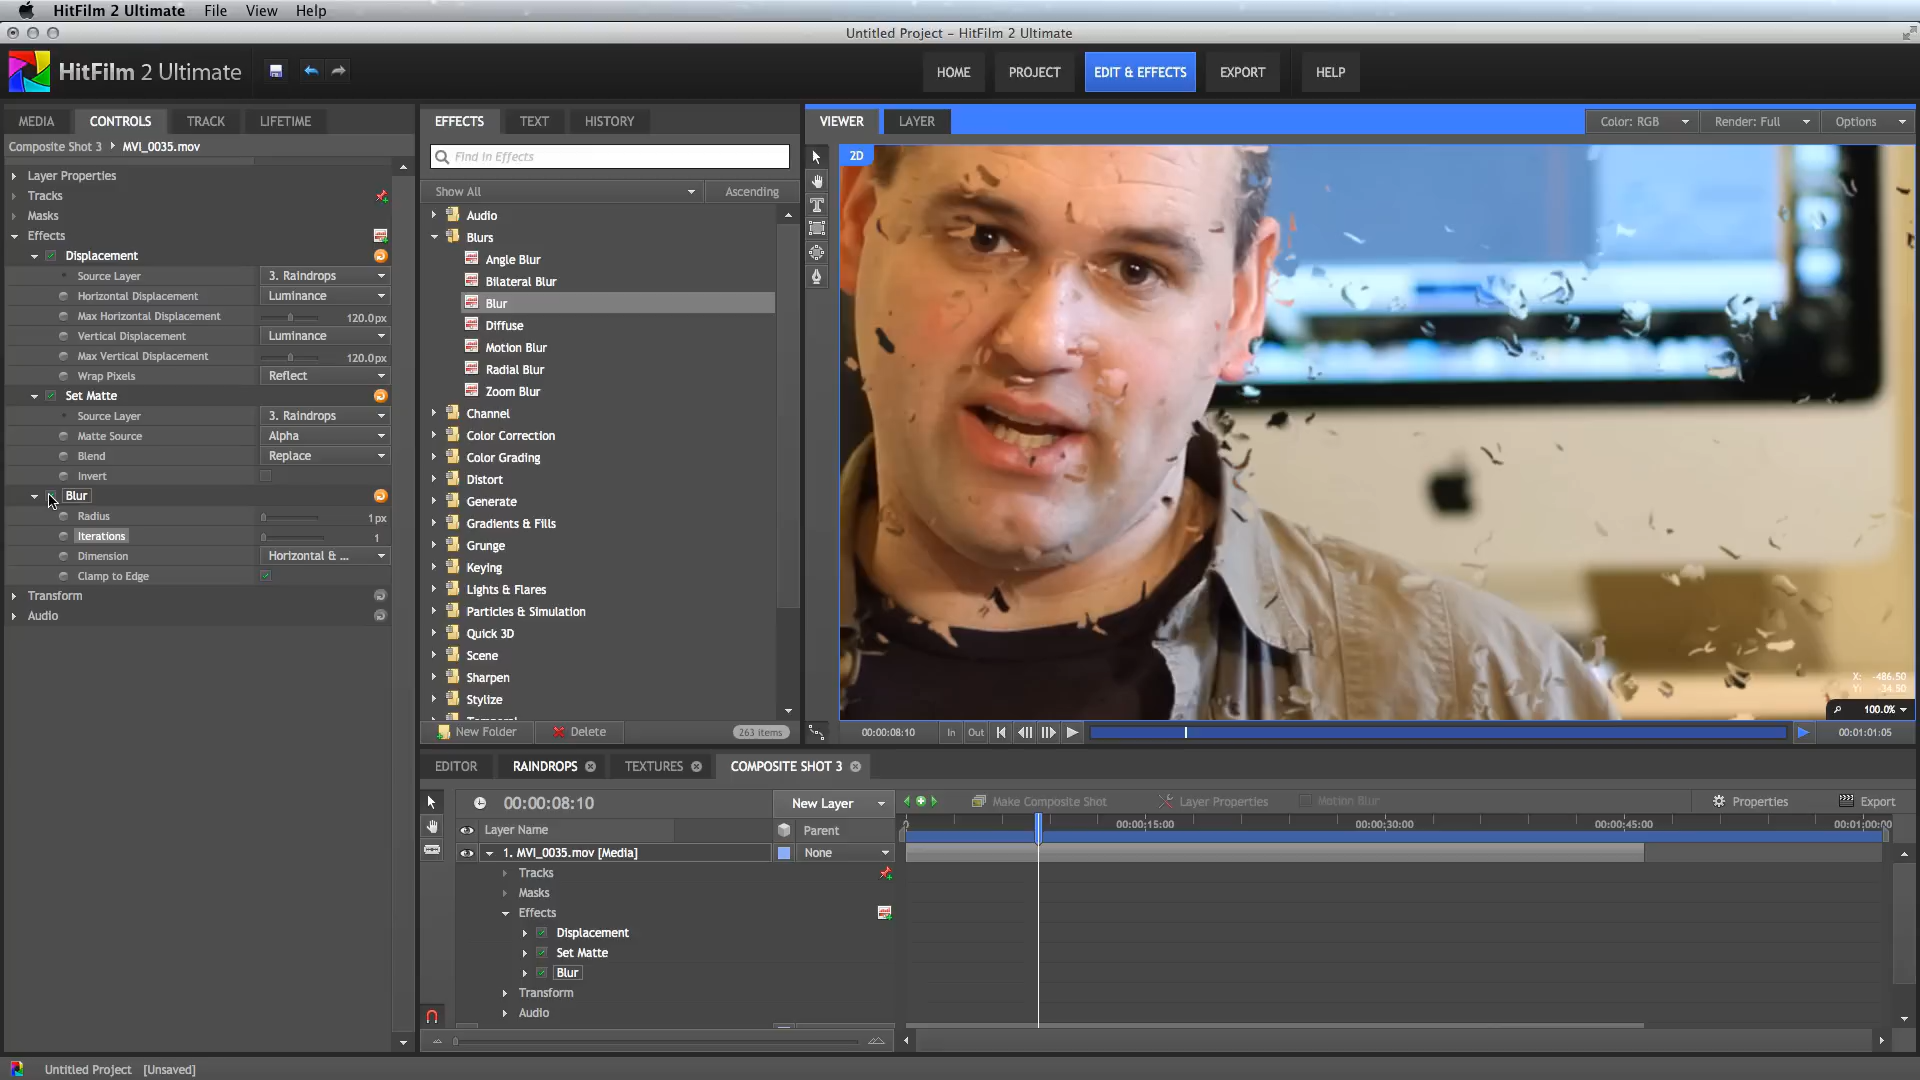 HitFilm 2 Ultimate File View Help
Untitled Project - HitFilm 2 Ultimate
HitFilm 2 Ultimate
HOME PROJECT EDIT & EFFECTS EXPORT HELP
MEDIA CONTROLS TRACK LIFETIME
Composite Shot 3 MVI_0035.mov
Layer Properties
Tracks
Masks
Effects
Displacement
Source Layer 3. Raindrops
Horizontal Displacement Luminance
Max Horizontal Displacement 120.0px
Vertical Displacement Luminance
Max Vertical Displacement 120.0px
Wrap Pixels Reflect
Set Matte
Source Layer 3. Raindrops
Matte Source Alpha
Blend Replace
Invert
Blur
Radius 1px
Iterations 1
Dimension Horizontal & ...
Clamp to Edge
Transform
Audio
EFFECTS TEXT HISTORY
Find in Effects
Show All Ascending
Audio
Blurs
Angle Blur
Bilateral Blur
Blur
Diffuse
Motion Blur
Radial Blur
Zoom Blur
Channel
Color Correction
Color Grading
Distort
Generate
Gradients & Fills
Grunge
Keying
Lights & Flares
Particles & Simulation
Quick 3D
Scene
Sharpen
Stylize
New Folder Delete 263 items
VIEWER LAYER Color: RGB Render: Full Options
2D
X: -486.50
Y: -34.50
100.0%
00:00:08:10 In Out 00:01:01:05
EDITOR RAINDROPS TEXTURES COMPOSITE SHOT 3
00:00:08:10 New Layer Make Composite Shot Layer Properties Motion Blur Properties Export
Layer Name Parent 0 00:00:15:00 00:00:30:00 00:00:45:00 00:01:00:00
1. MVI_0035.mov [Media] None
Tracks
Masks
Effects
Displacement
Set Matte
Blur
Transform
Audio
Untitled Project [Unsaved]